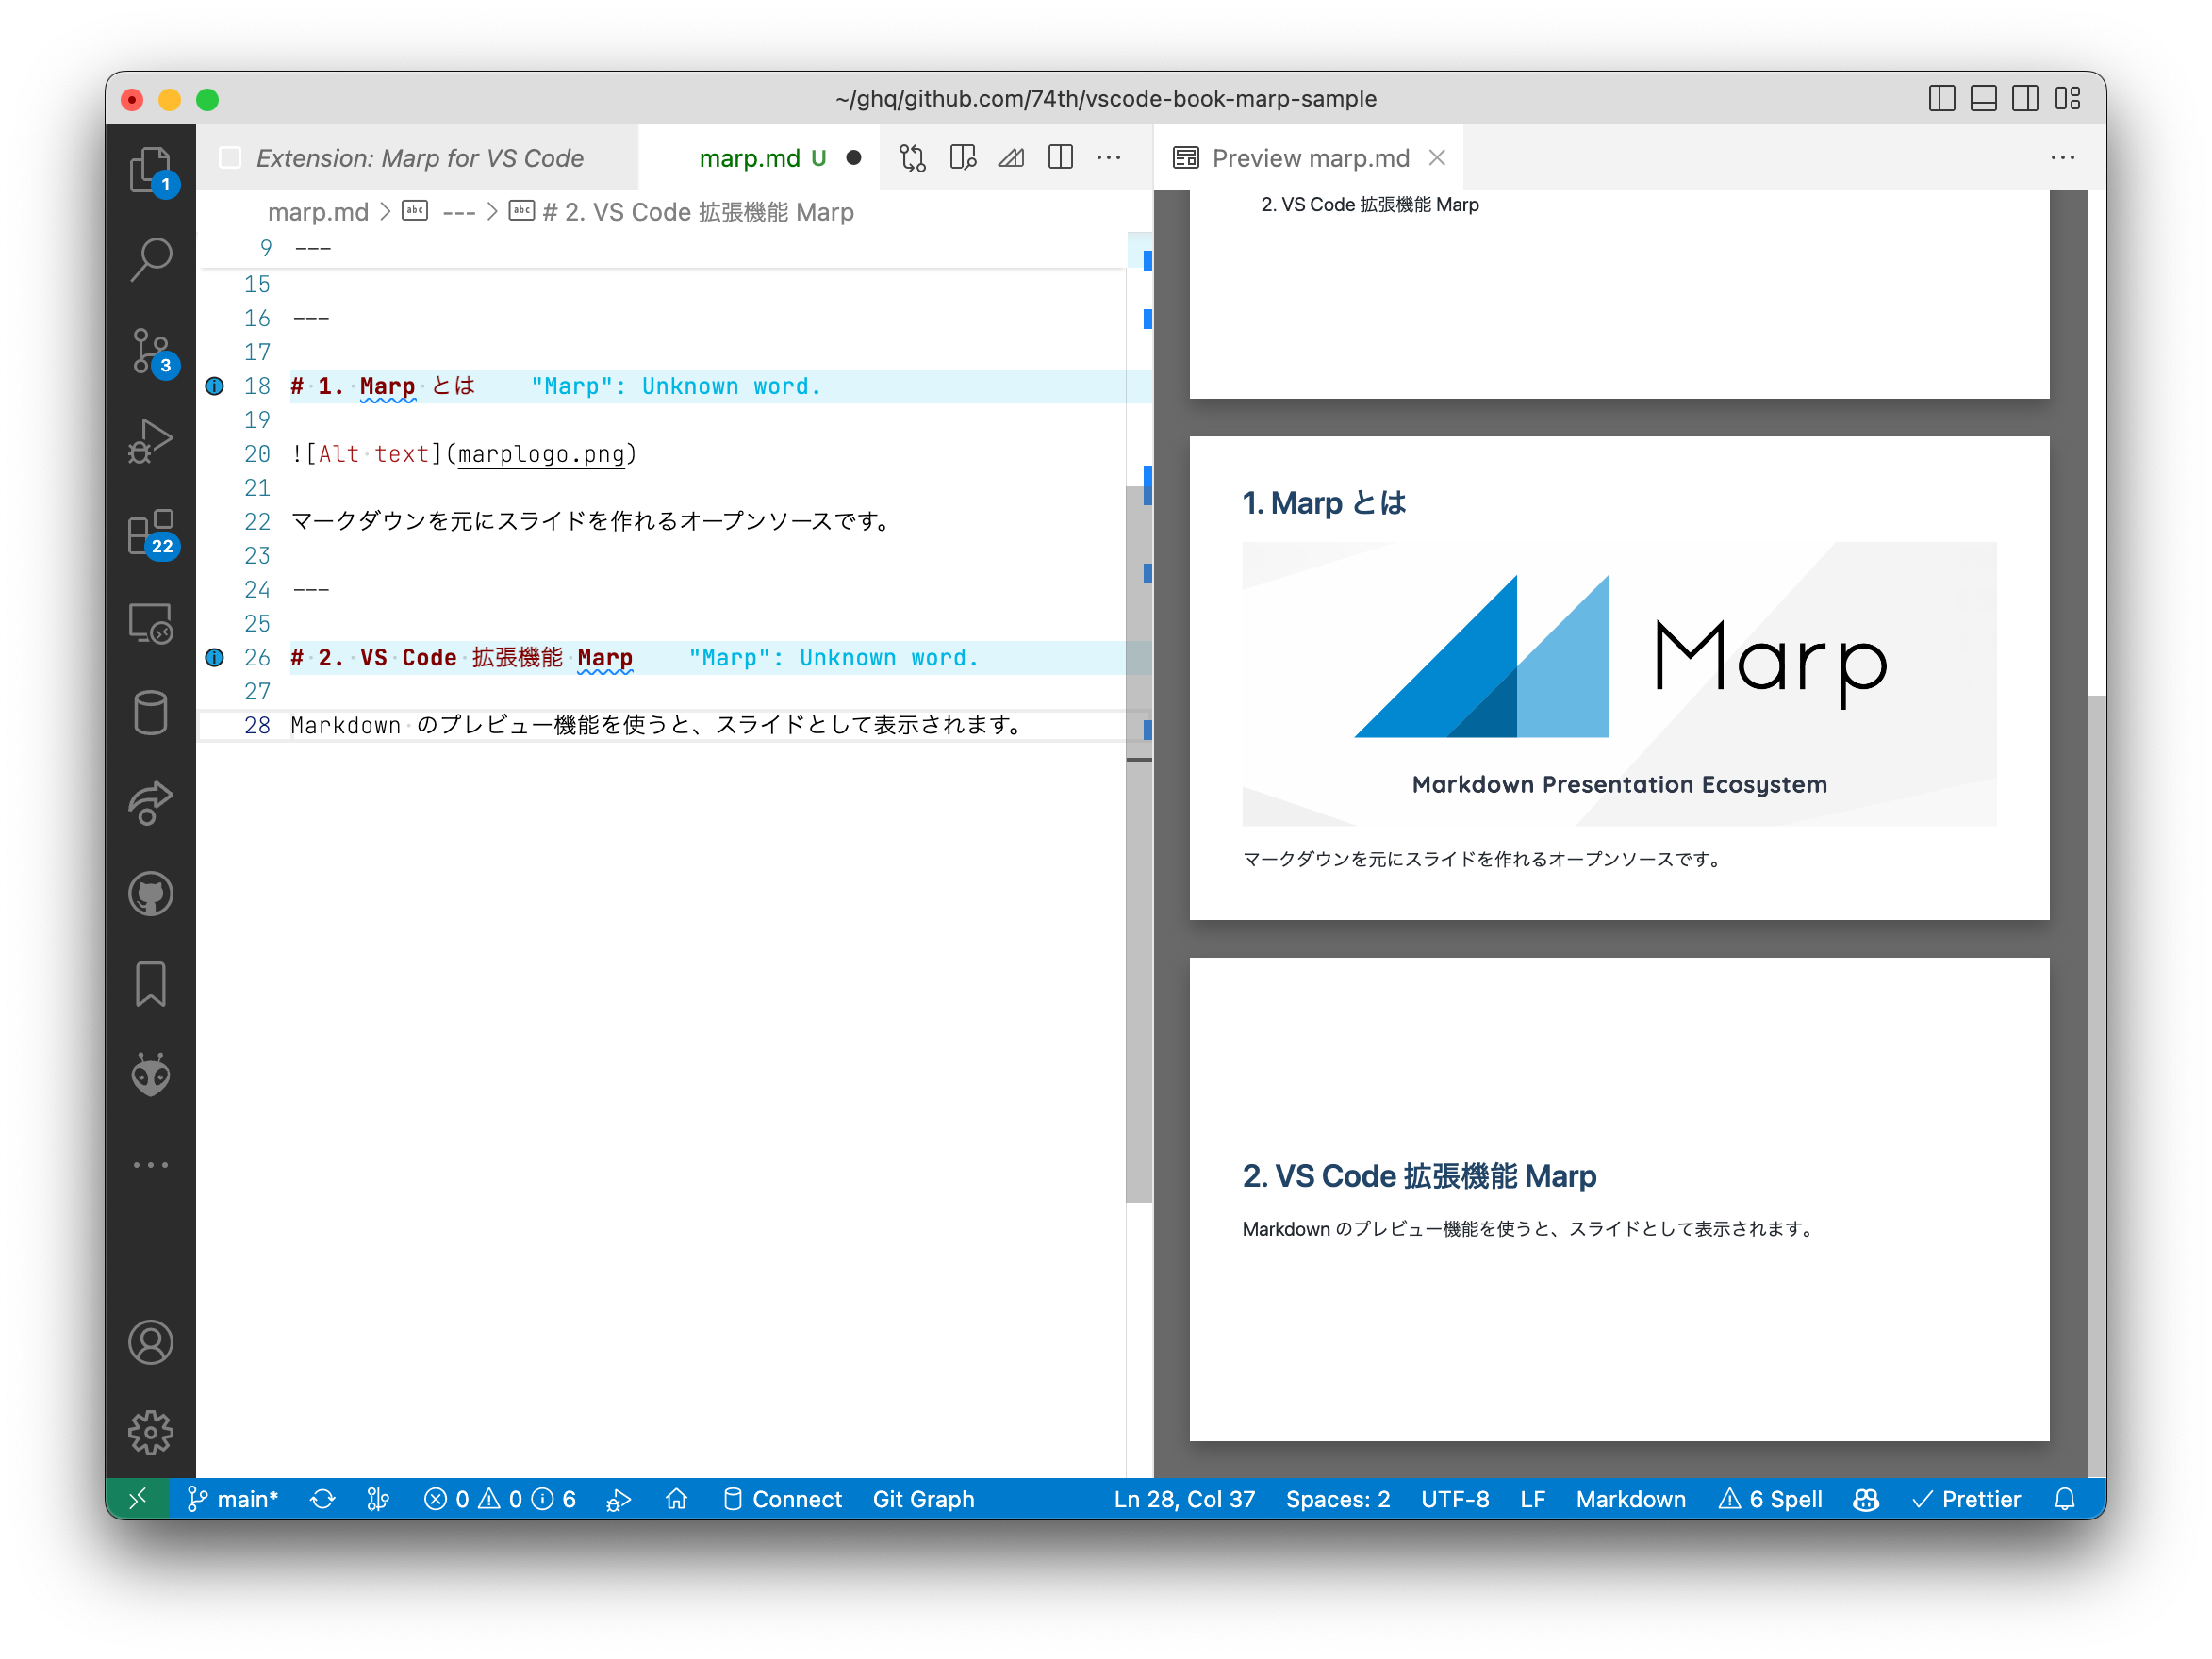 ~/ghq/github.com/74th/vscode-book-marp-sample
Extension: Marp for VS Code
marp.md U
Preview marp.md
marp.md > abc --- > abc # 2. VS Code 拡張機能 Marp
9 ---
15
16 ---
17
18 # 1. Marp とは "Marp": Unknown word.
19
20 ![Alt text](marplogo.png)
21
22 マークダウンを元にスライドを作れるオープンソースです。
23
24 ---
25
26 # 2. VS Code 拡張機能 Marp "Marp": Unknown word.
27
28 Markdown のプレビュー機能を使うと、スライドとして表示されます。
1
3
22
2. VS Code 拡張機能 Marp
1. Marp とは
Marp
Markdown Presentation Ecosystem
マークダウンを元にスライドを作れるオープンソースです。
2. VS Code 拡張機能 Marp
Markdown のプレビュー機能を使うと、スライドとして表示されます。
main* 0 0 6 Connect Git Graph Ln 28, Col 37 Spaces: 2 UTF-8 LF Markdown 6 Spell Prettier